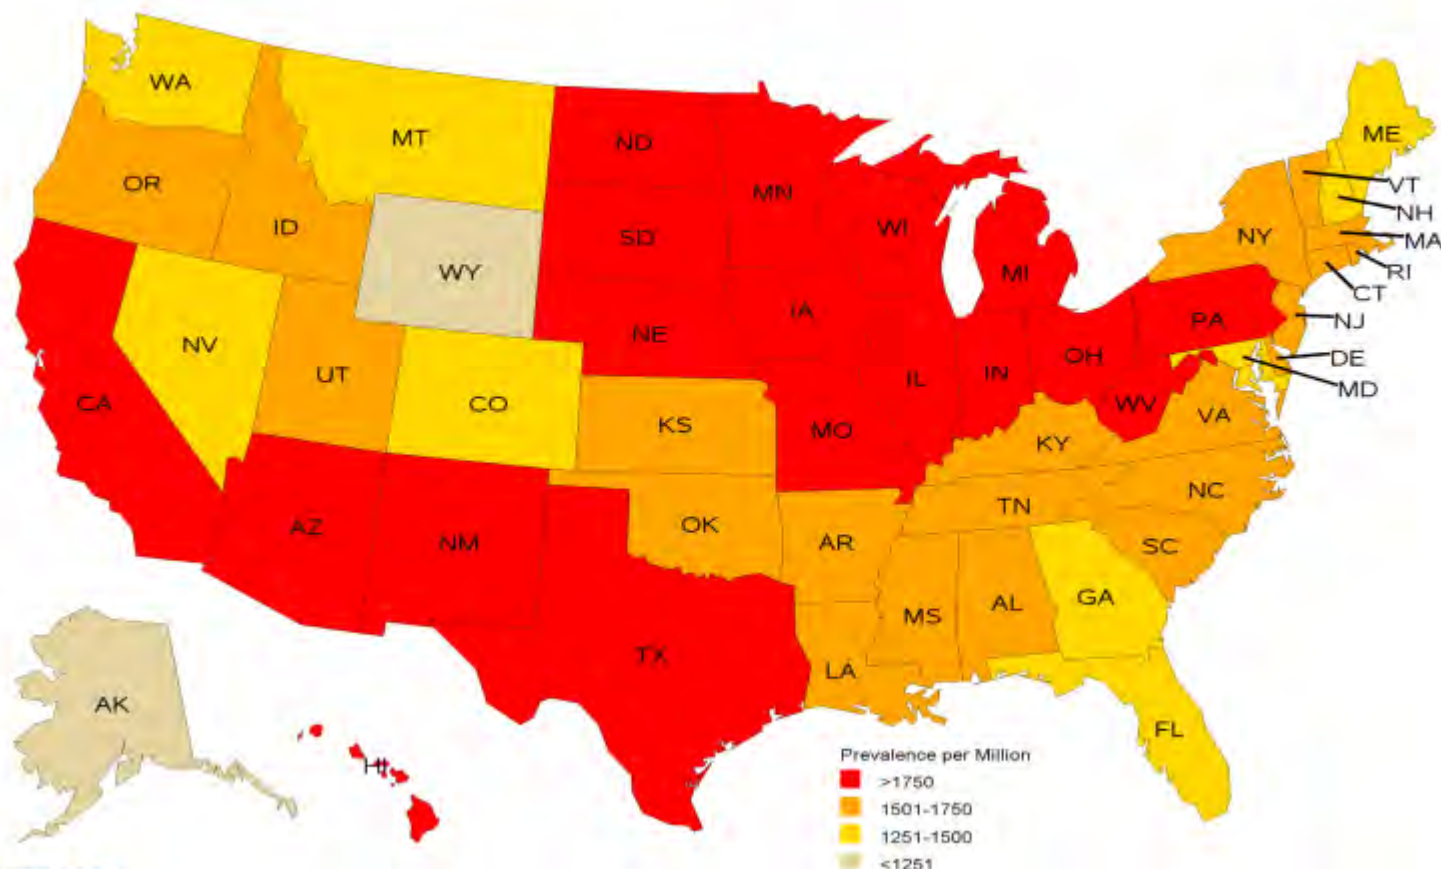 WA
MT
ND
MN
ME
OR
ID
SD
WI
VT
NH
NY
MA
WY
MI
RI
CT
NE
IA
PA
NJ
NV
UT
CO
IL
IN
OH
DE
MD
CA
KS
MO
WV
KY
VA
AZ
NM
OK
AR
TN
NC
SC
MS
AL
GA
TX
LA
AK
FL
HI
Prevalence per Million
>1750
1501-1750
1251-1500
<1251